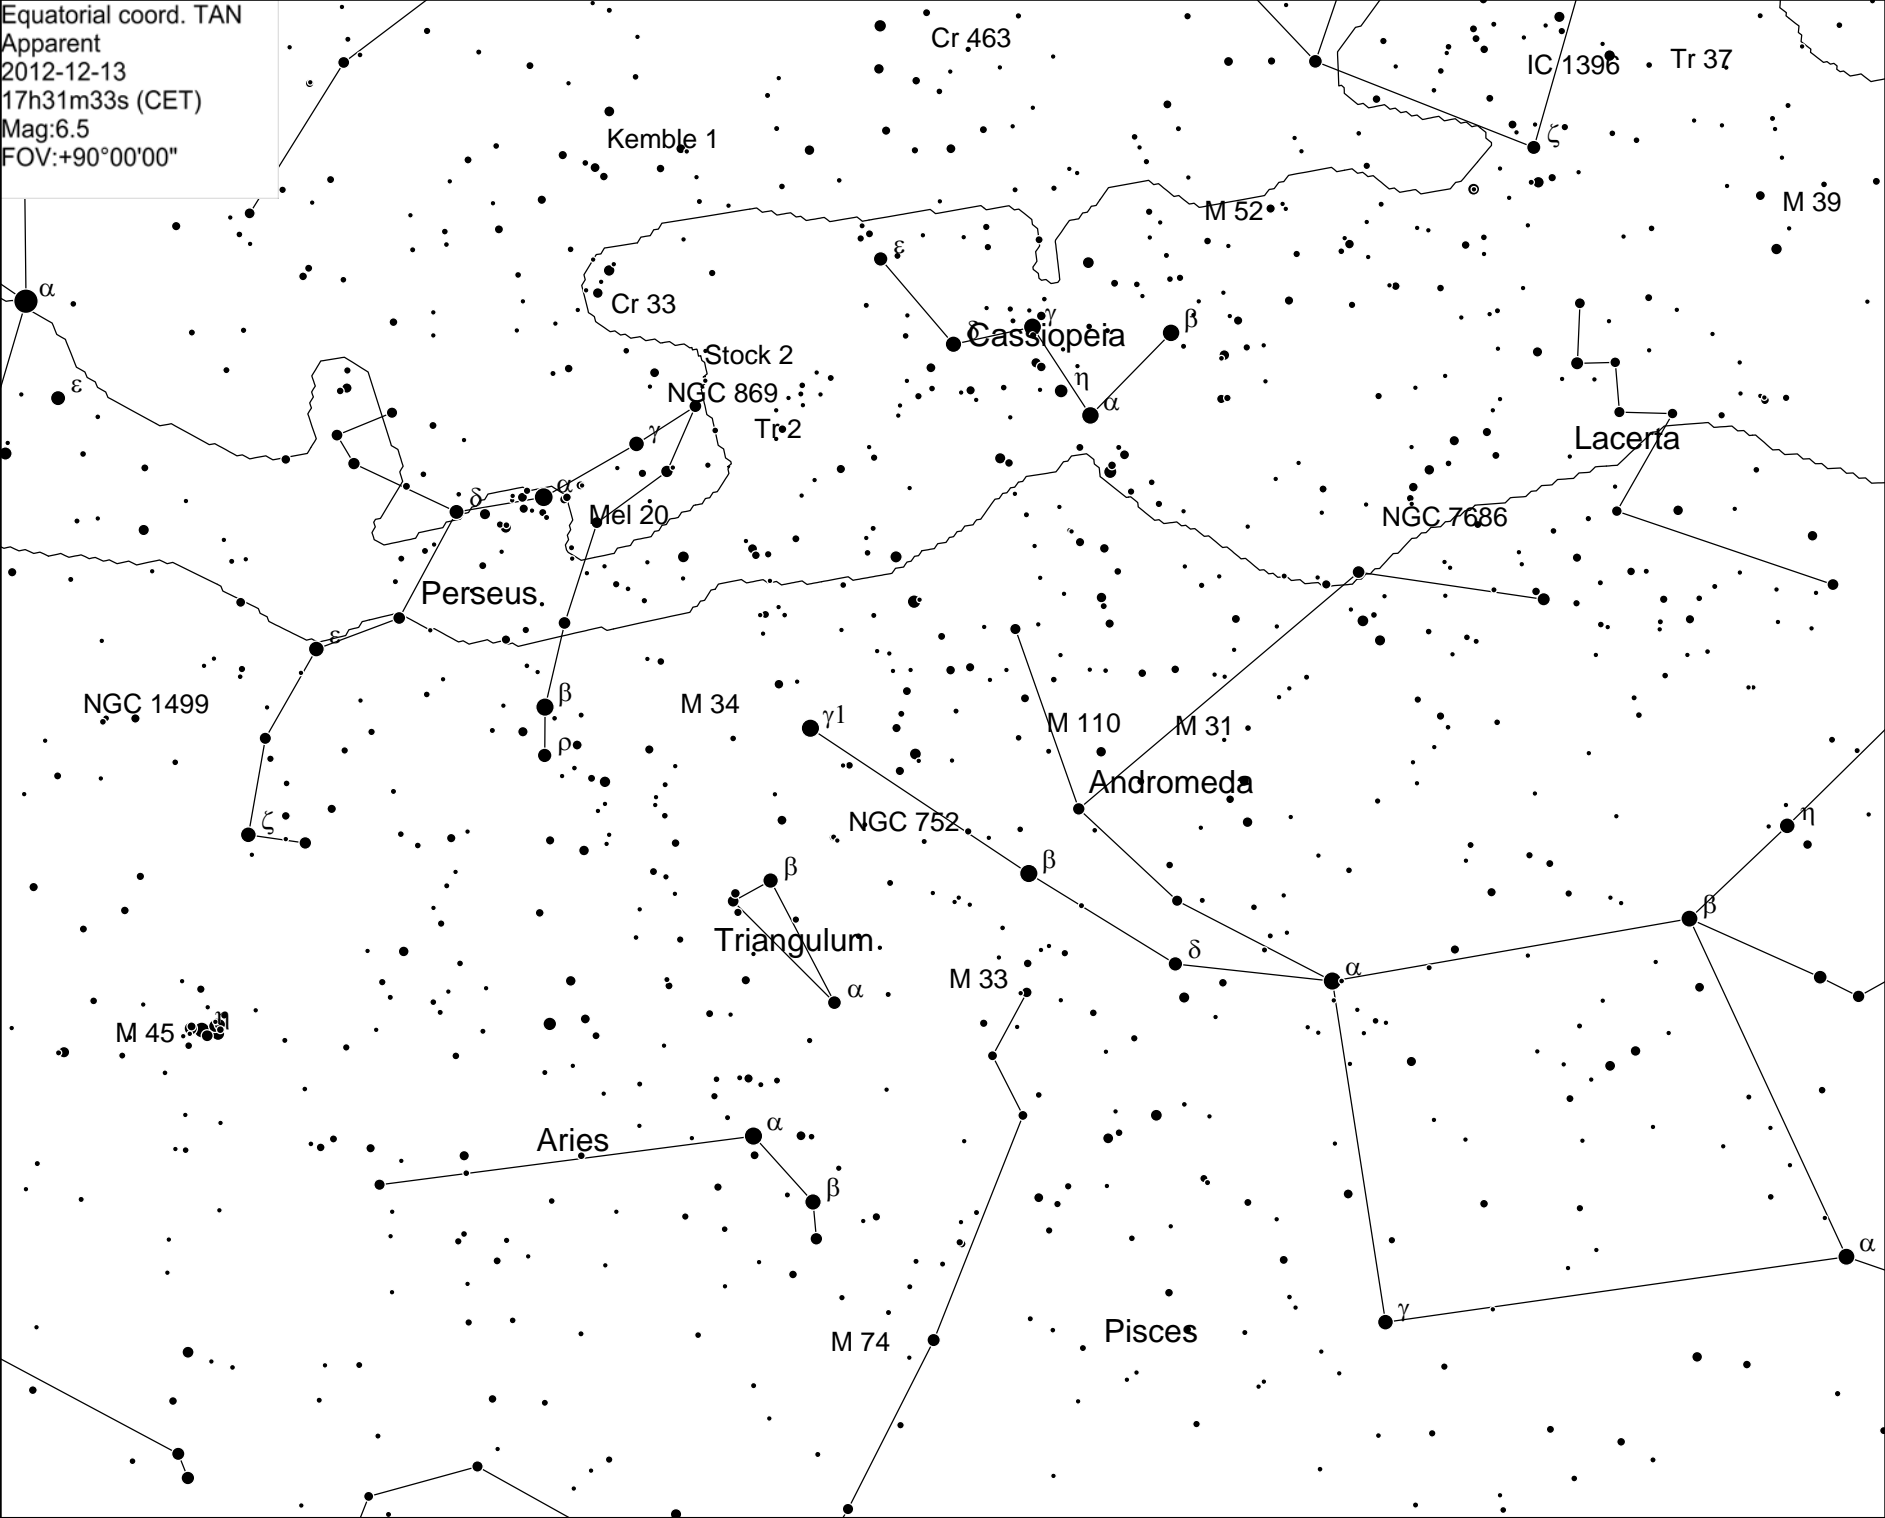 Equatorial coord. TAN
Apparent
2012-12-13
17h31m33s (CET)
Mag:6.5
FOV:+90°00'00"
Cr 463
IC 1396
Tr 37
Kemble 1
ζ
M 52
M 39
ε
α
Cr 33
γ
β
δ
Cassiopeia
Stock 2
η
ε
NGC 869
α
Tr 2
γ
Lacerta
α
δ
Mel 20
NGC 7686
Perseus
ε
β
NGC 1499
M 34
γ1
M 110
M 31
ρ
Andromeda
ζ
NGC 752
η
β
β
β
Triangulum
δ
α
M 33
α
M 45
η
α
Aries
β
α
γ
M 74
Pisces